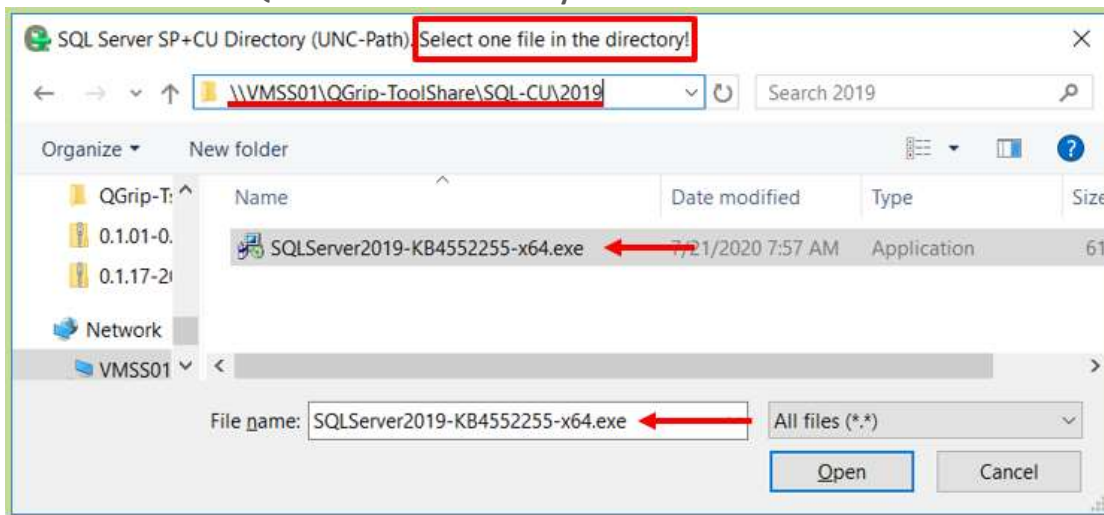 SQL Server SP+CU Directory (UNC-Path). Select one file in the directory!
\\VMSS01\QGrip-ToolShare\SQL-CU\2019
Search 2019
Organize
New folder
Name
Date modified
Type
Size
QGrip-T
0.1.01-0.
0.1.17-2
SQLServer2019-KB4552255-x64.exe
7/21/2020 7:57 AM
Application
61
Network
VMSS01
File name:
SQLServer2019-KB4552255-x64.exe
All files (*.*)
Open
Cancel